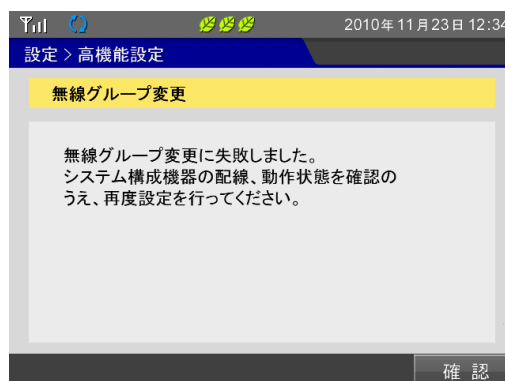 2010年11月23日 12:34
設定 > 高機能設定
無線グループ変更
無線グループ変更に失敗しました。
システム構成機器の配線、動作状態を確認の
うえ、再度設定を行ってください。
確 認